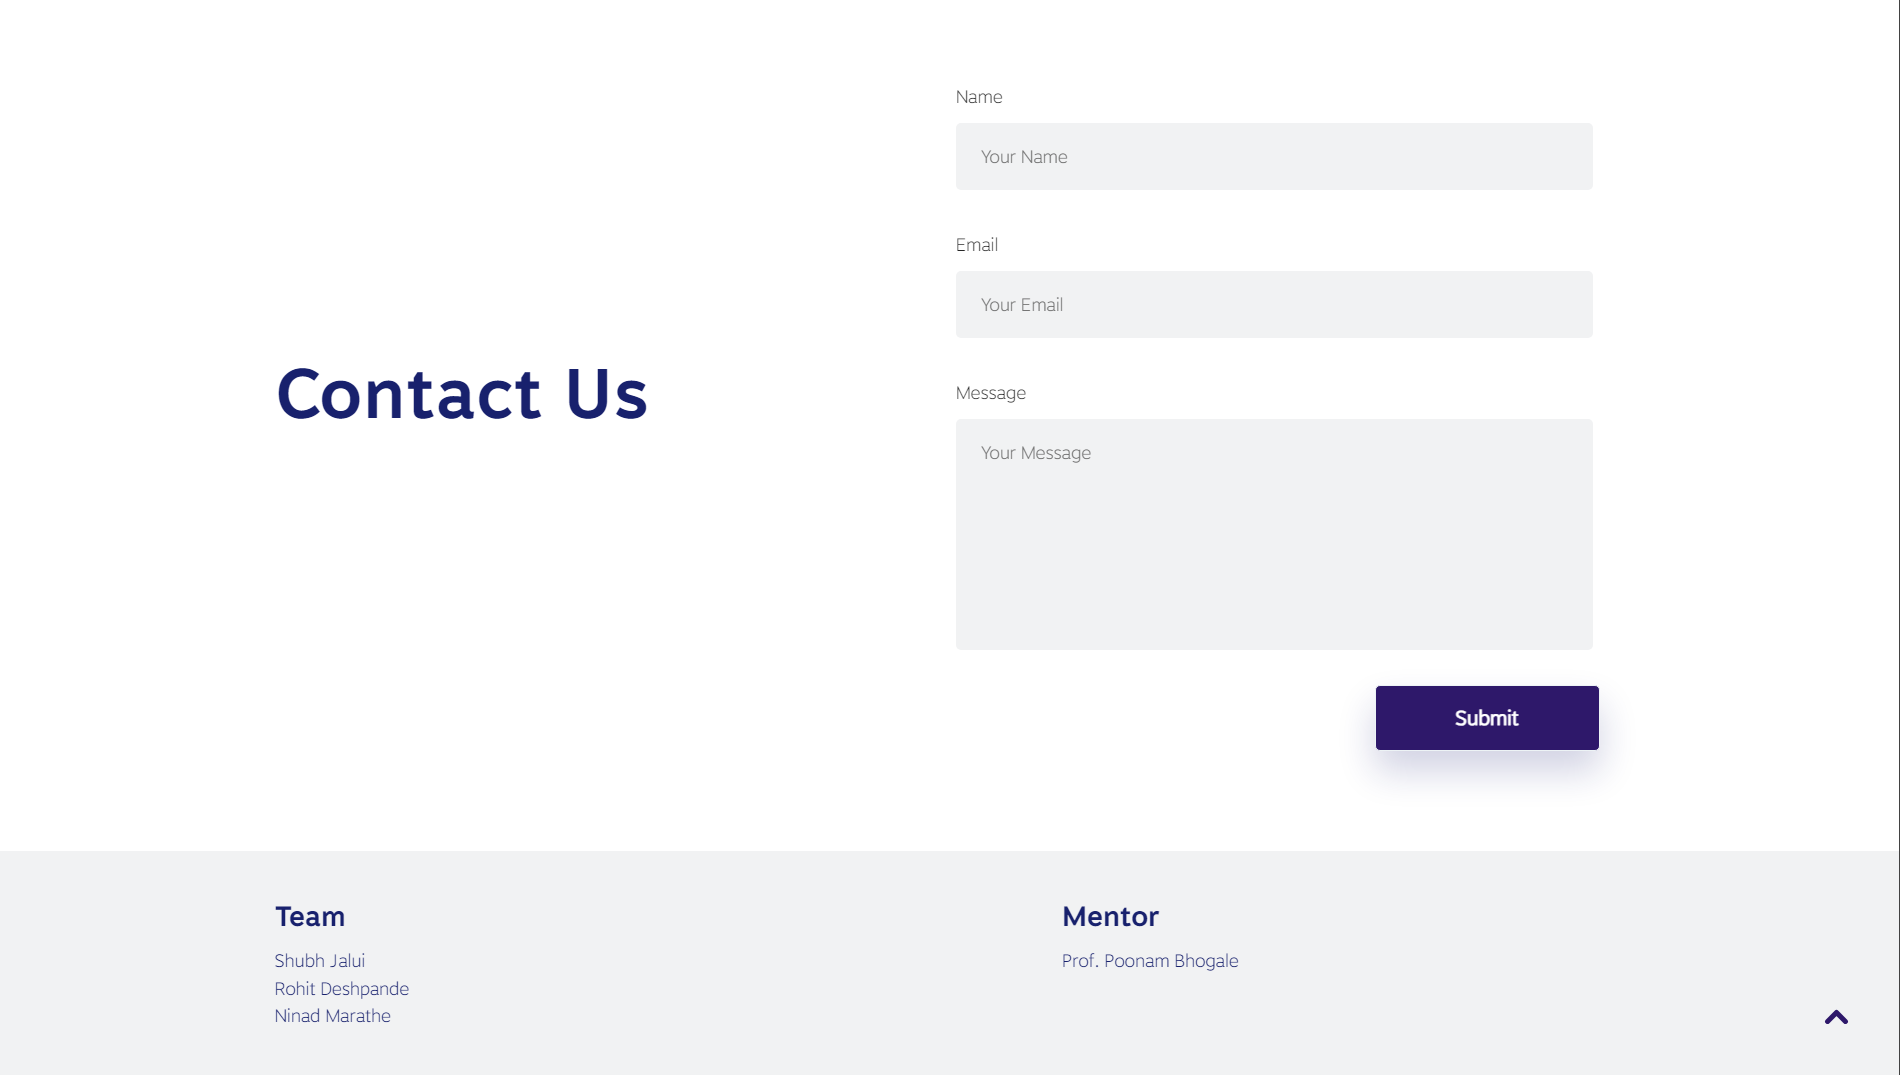 Contact Us
Name
Your Name
Email
Your Email
Message
Your Message
Submit
Team
Shubh Jalui
Rohit Deshpande
Ninad Marathe
Mentor
Prof. Poonam Bhogale